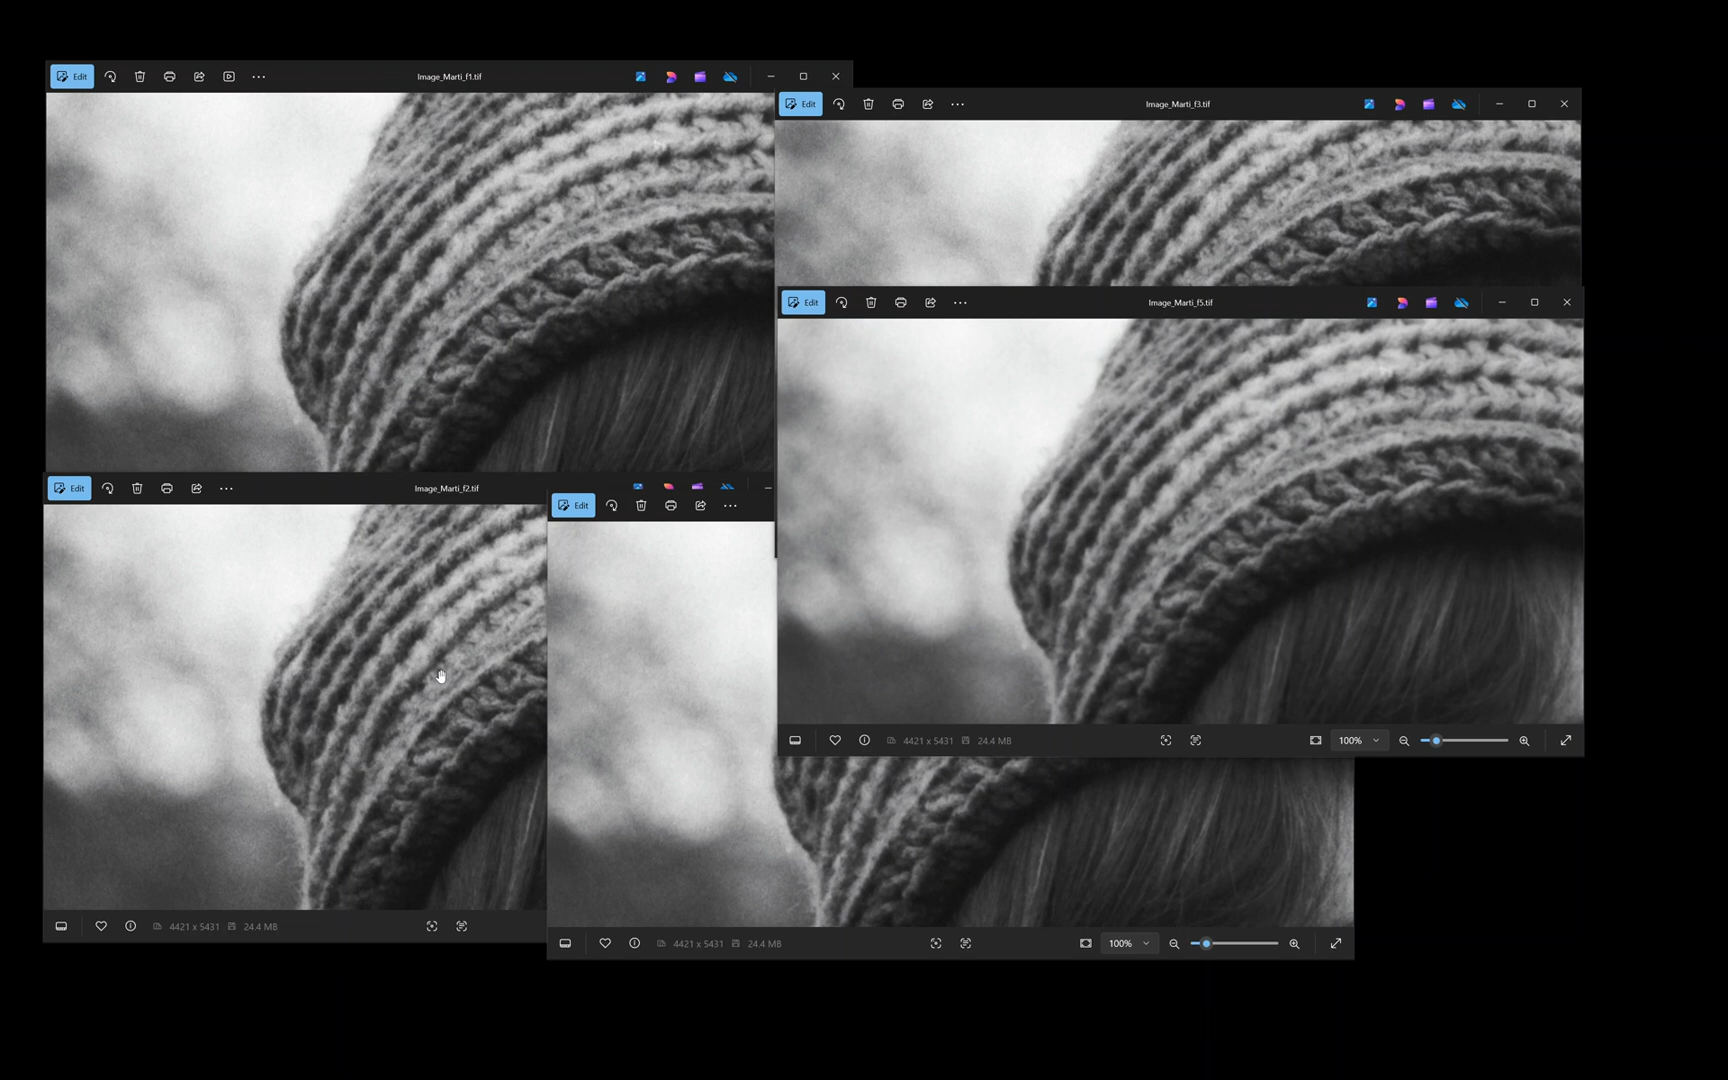 Edit Image_Marti_f1.tif
Edit Image_Marti_f3.tif
Edit Image_Marti_f5.tif
Edit Image_Marti_f2.tif
Edit
4421 x 5431 24.4 MB 100%
4421 x 5431 24.4 MB
4421 x 5431 24.4 MB 100%